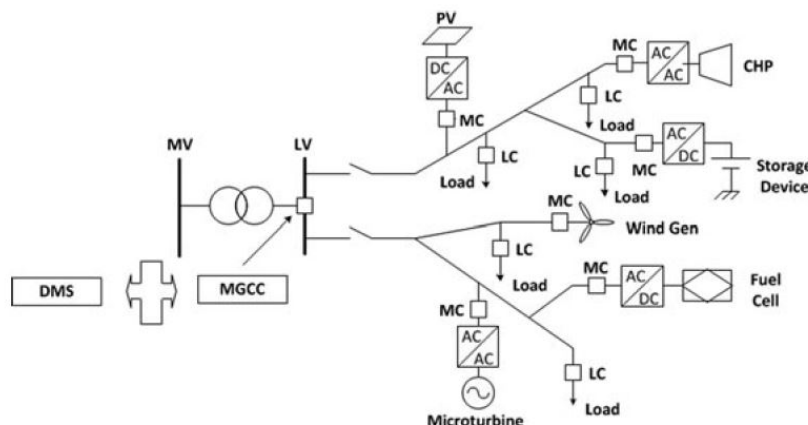 PV
DC
AC
MC
MC
AC
AC
CHP
LC
Load
MV
LV
LC
Load
LC
Load
MC
AC
DC
Storage
Device
MC
Wind Gen
LC
Load
DMS
MGCC
MC
AC
DC
Fuel
Cell
MC
AC
AC
Microturbine
LC
Load